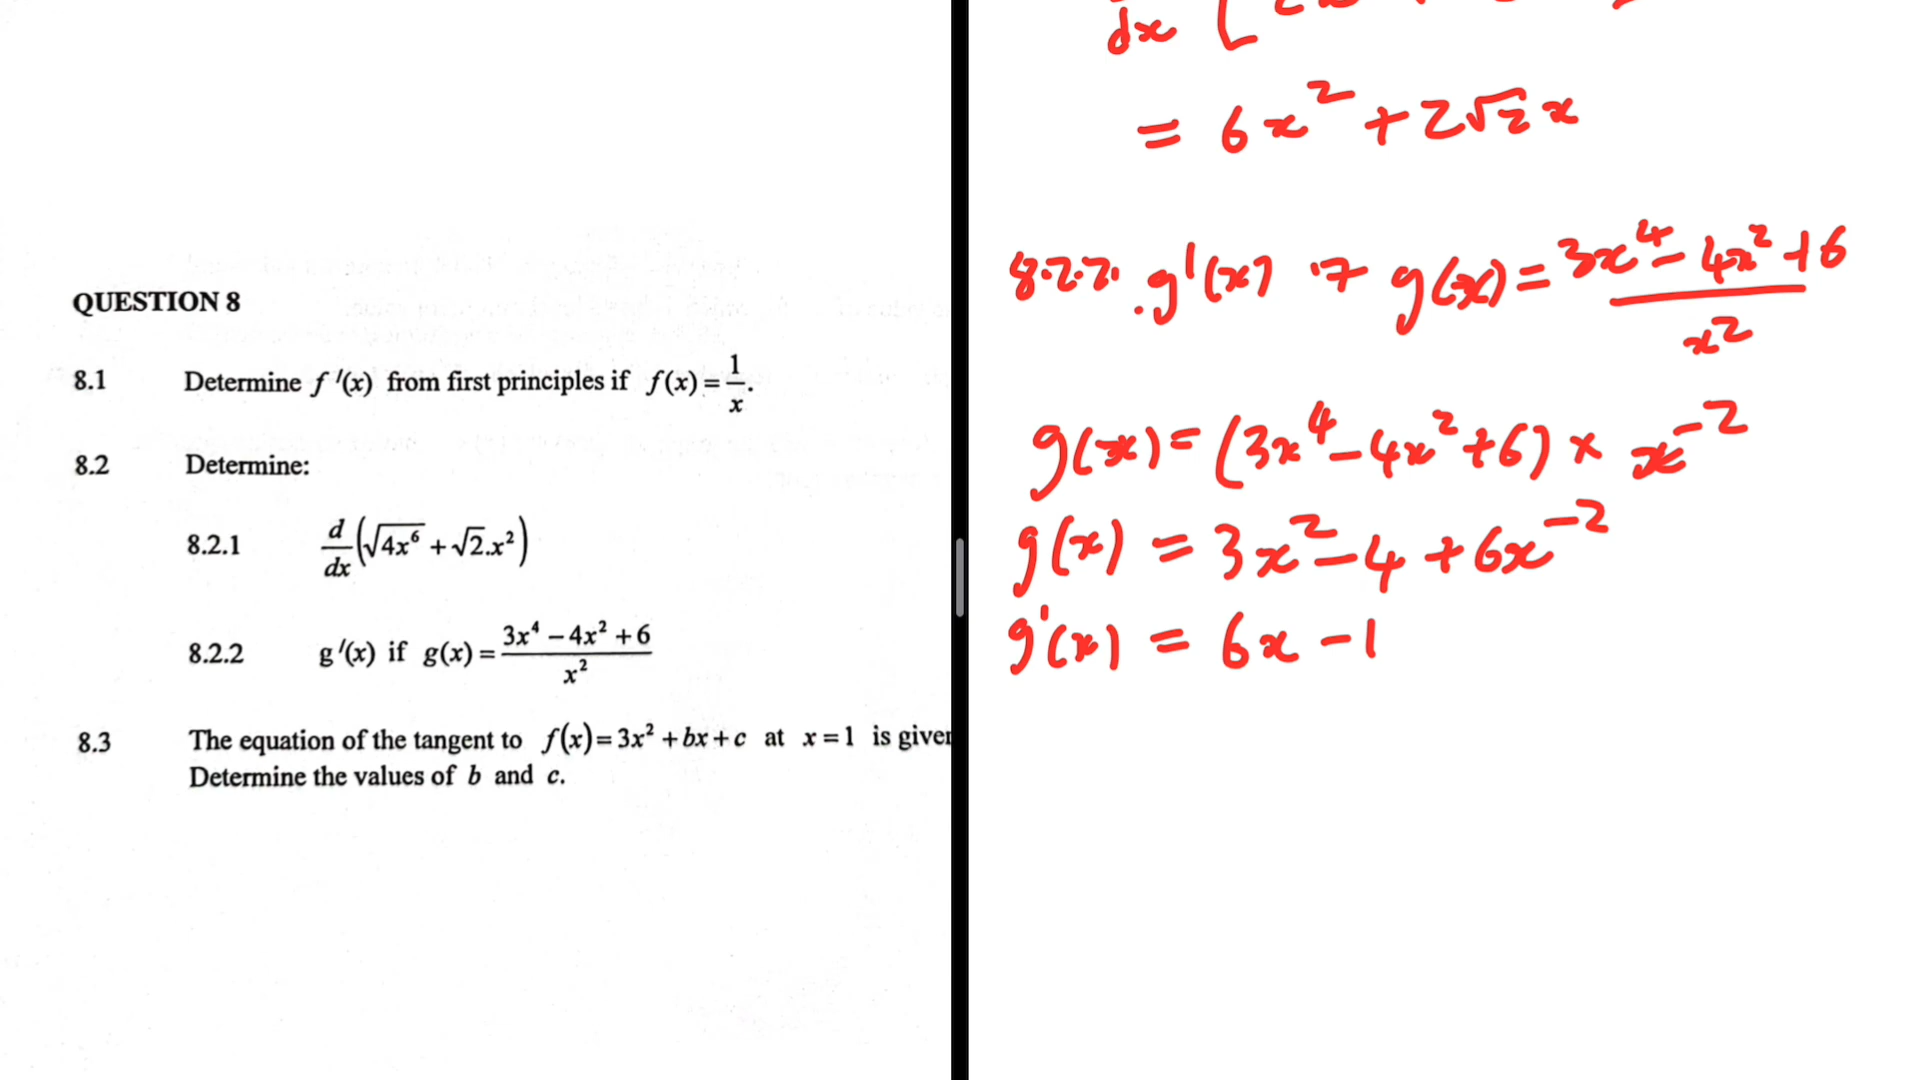 QUESTION 8
8.1 Determine f ′(x) from first principles if f(x) = 1/x.
8.2 Determine:
8.2.1 d/dx (√4x⁶ + √2.x²)
8.2.2 g′(x) if g(x) = (3x⁴ − 4x² + 6)/x²
8.3 The equation of the tangent to f(x) = 3x² + bx + c at x = 1 is given
Determine the values of b and c.
dx [
= 6x² + 2√2 x
8.2.2. g'(x) if g(x) = (3x⁴ − 4x² + 6)/x²
g(x) = (3x⁴ − 4x² + 6) × x⁻²
g(x) = 3x² − 4 + 6x⁻²
g'(x) = 6x − 1